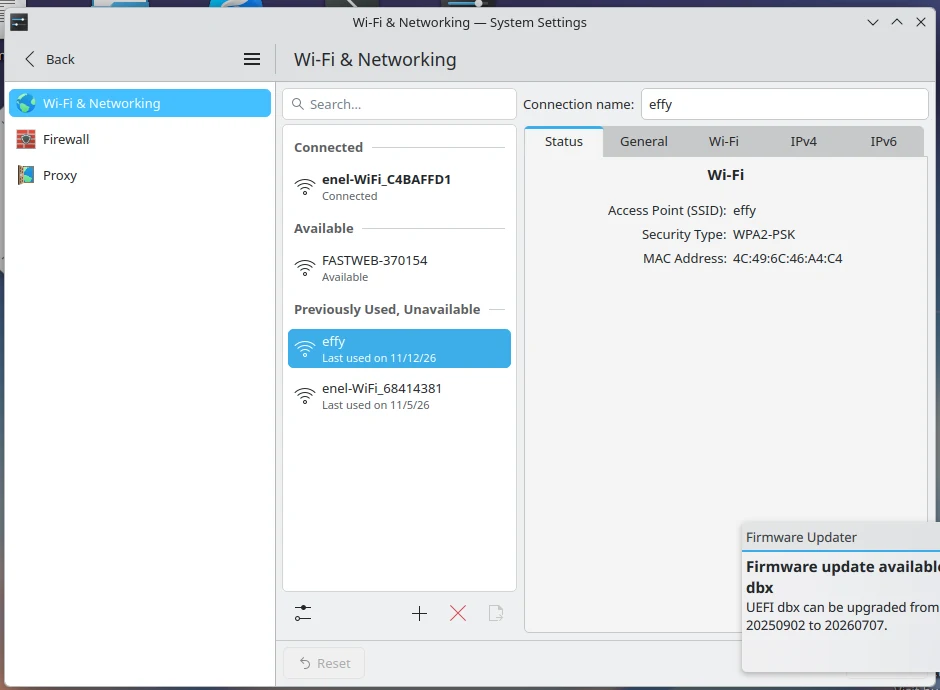 Wi-Fi & Networking — System Settings
Back
Wi-Fi & Networking
Wi-Fi & Networking
Firewall
Proxy
Search...
Connected
enel-WiFi_C4BAFFD1
Connected
Available
FASTWEB-370154
Available
Previously Used, Unavailable
effy
Last used on 11/12/26
enel-WiFi_68414381
Last used on 11/5/26
Connection name: effy
Status General Wi-Fi IPv4 IPv6
Wi-Fi
Access Point (SSID): effy
Security Type: WPA2-PSK
MAC Address: 4C:49:6C:46:A4:C4
Reset
Firmware Updater
Firmware update available
dbx
UEFI dbx can be upgraded from
20250902 to 20260707.